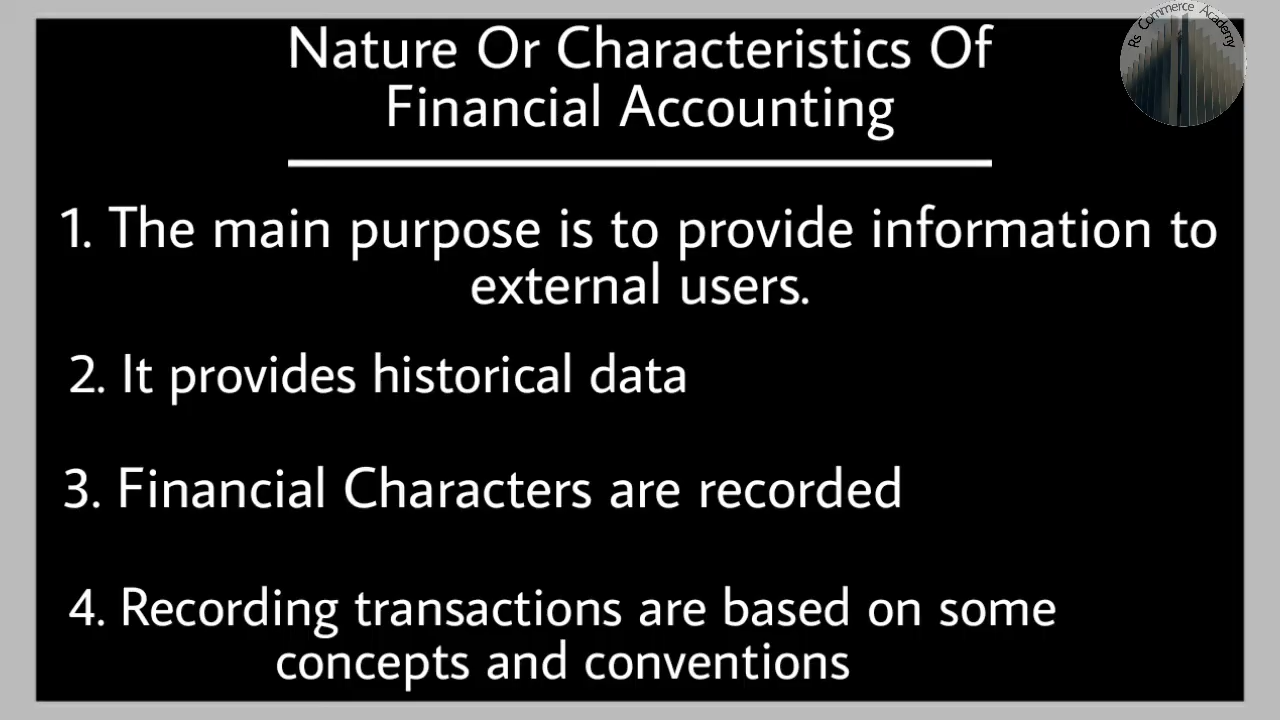 Rs Commerce Academy
Nature Or Characteristics Of
Financial Accounting
1. The main purpose is to provide information to
external users.
2. It provides historical data
3. Financial Characters are recorded
4. Recording transactions are based on some
concepts and conventions